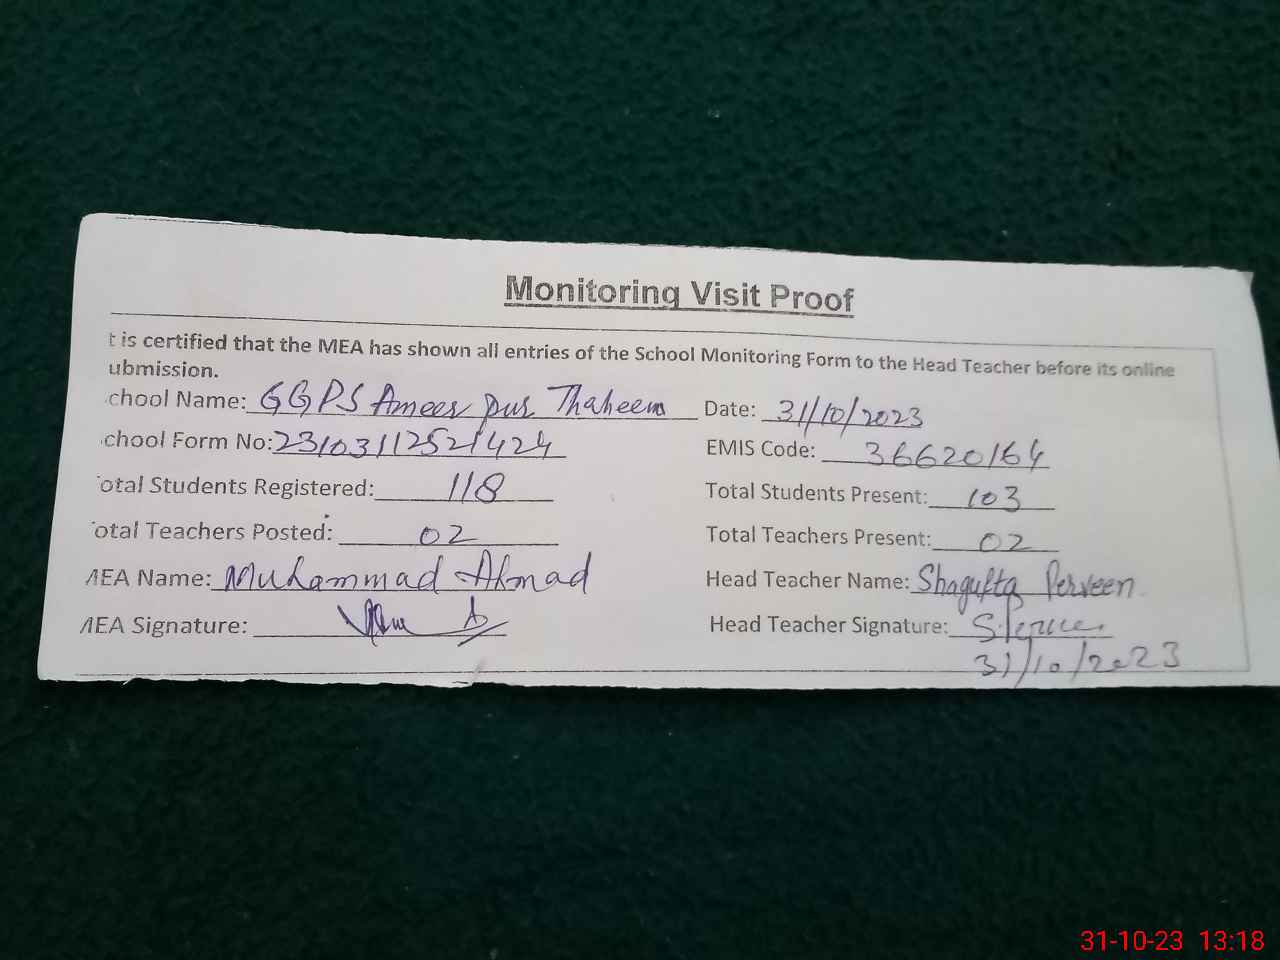 Monitoring Visit Proof
t is certified that the MEA has shown all entries of the School Monitoring Form to the Head Teacher before its online
ubmission.
chool Name: GGPS Ameer pur Thaheem Date: 31/10/2023
chool Form No: 23103112521424 EMIS Code: 36620164
otal Students Registered: 118 Total Students Present: 103
otal Teachers Posted: 02 Total Teachers Present: 02
MEA Name: Muhammad Ahmad Head Teacher Name: Shagufta Perveen
MEA Signature: Head Teacher Signature:
31/10/2023
31-10-23 13:18